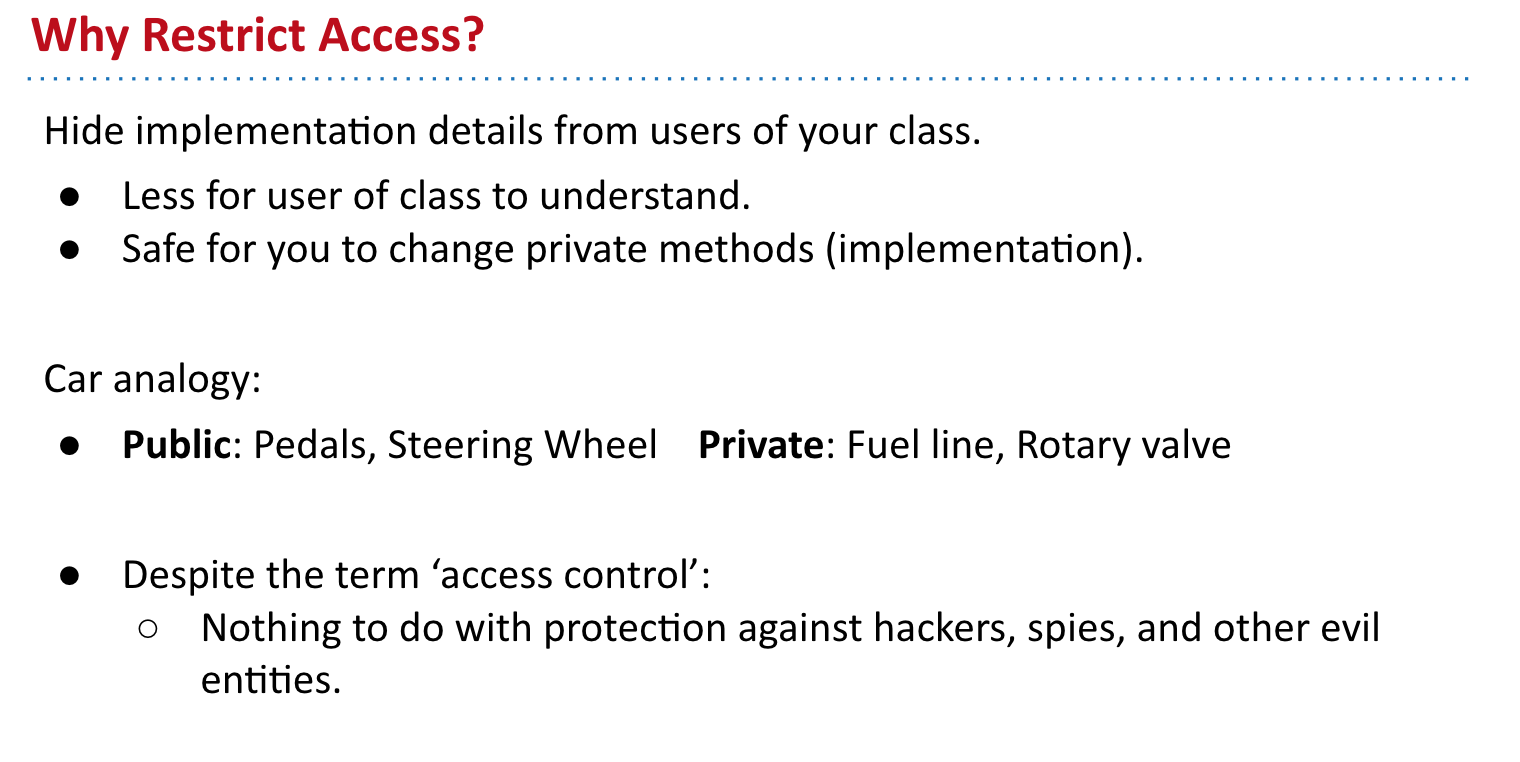 Why Restrict Access?
Hide implementation details from users of your class.
● Less for user of class to understand.
● Safe for you to change private methods (implementation).
Car analogy:
● Public: Pedals, Steering Wheel Private: Fuel line, Rotary valve
● Despite the term ‘access control’:
○ Nothing to do with protection against hackers, spies, and other evil
entities.